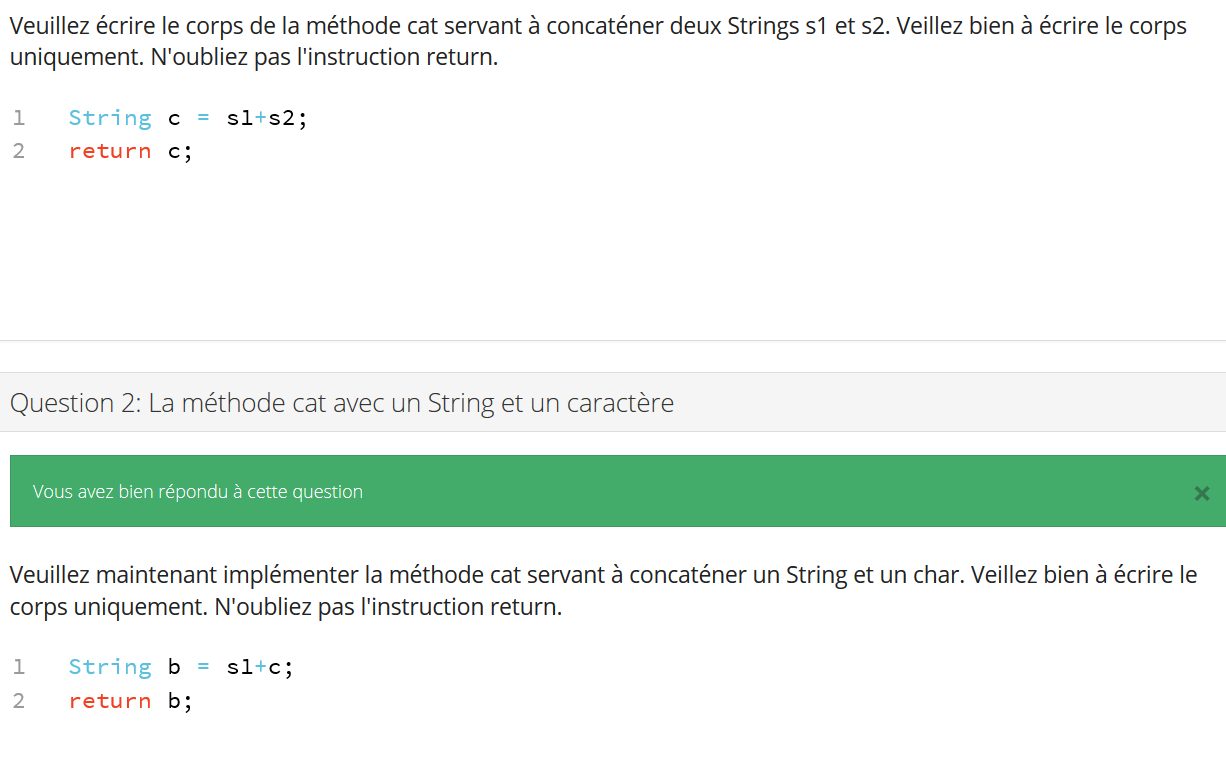 Veuillez écrire le corps de la méthode cat servant à concaténer deux Strings s1 et s2. Veillez bien à écrire le corps
uniquement. N'oubliez pas l'instruction return.
1 String c = s1+s2;
2 return c;
Question 2: La méthode cat avec un String et un caractère
Vous avez bien répondu à cette question ×
Veuillez maintenant implémenter la méthode cat servant à concaténer un String et un char. Veillez bien à écrire le
corps uniquement. N'oubliez pas l'instruction return.
1 String b = s1+c;
2 return b;